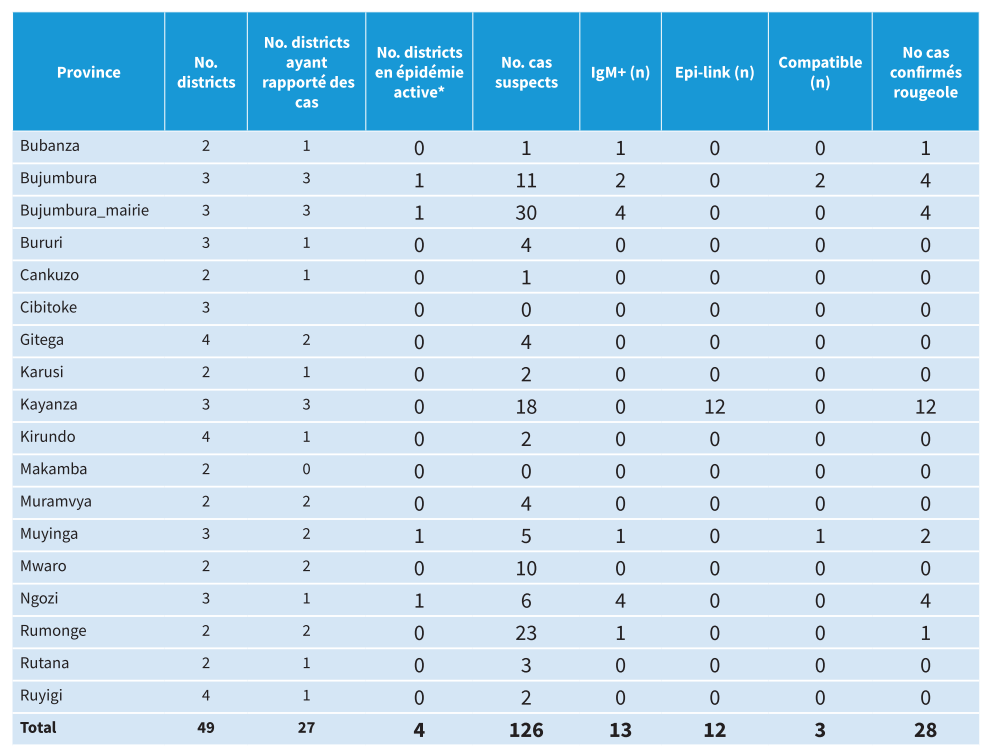 Province | No. districts | No. districts ayant rapporté des cas | No. districts en épidémie active* | No. cas suspects | IgM+ (n) | Epi-link (n) | Compatible (n) | No cas confirmés rougeole
Bubanza 2 1 0 1 1 0 0 1
Bujumbura 3 3 1 11 2 0 2 4
Bujumbura_mairie 3 3 1 30 4 0 0 4
Bururi 3 1 0 4 0 0 0 0
Cankuzo 2 1 0 1 0 0 0 0
Cibitoke 3 0 0 0 0 0 0
Gitega 4 2 0 4 0 0 0 0
Karusi 2 1 0 2 0 0 0 0
Kayanza 3 3 0 18 0 12 0 12
Kirundo 4 1 0 2 0 0 0 0
Makamba 2 0 0 0 0 0 0 0
Muramvya 2 2 0 4 0 0 0 0
Muyinga 3 2 1 5 1 0 1 2
Mwaro 2 2 0 10 0 0 0 0
Ngozi 3 1 1 6 4 0 0 4
Rumonge 2 2 0 23 1 0 0 1
Rutana 2 1 0 3 0 0 0 0
Ruyigi 4 1 0 2 0 0 0 0
Total 49 27 4 126 13 12 3 28